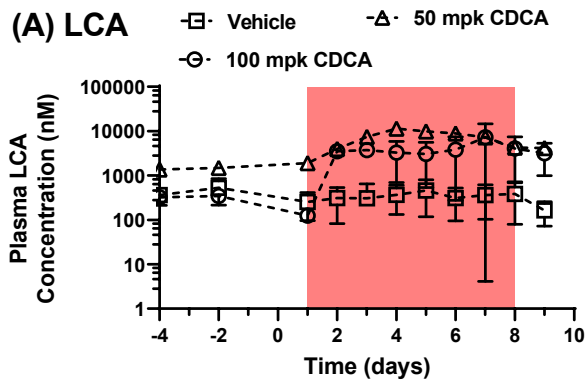 (A) LCA
Vehicle
50 mpk CDCA
100 mpk CDCA
Plasma LCA
Concentration (nM)
100000
10000
1000
100
10
1
-4 -2 0 2 4 6 8 10
Time (days)